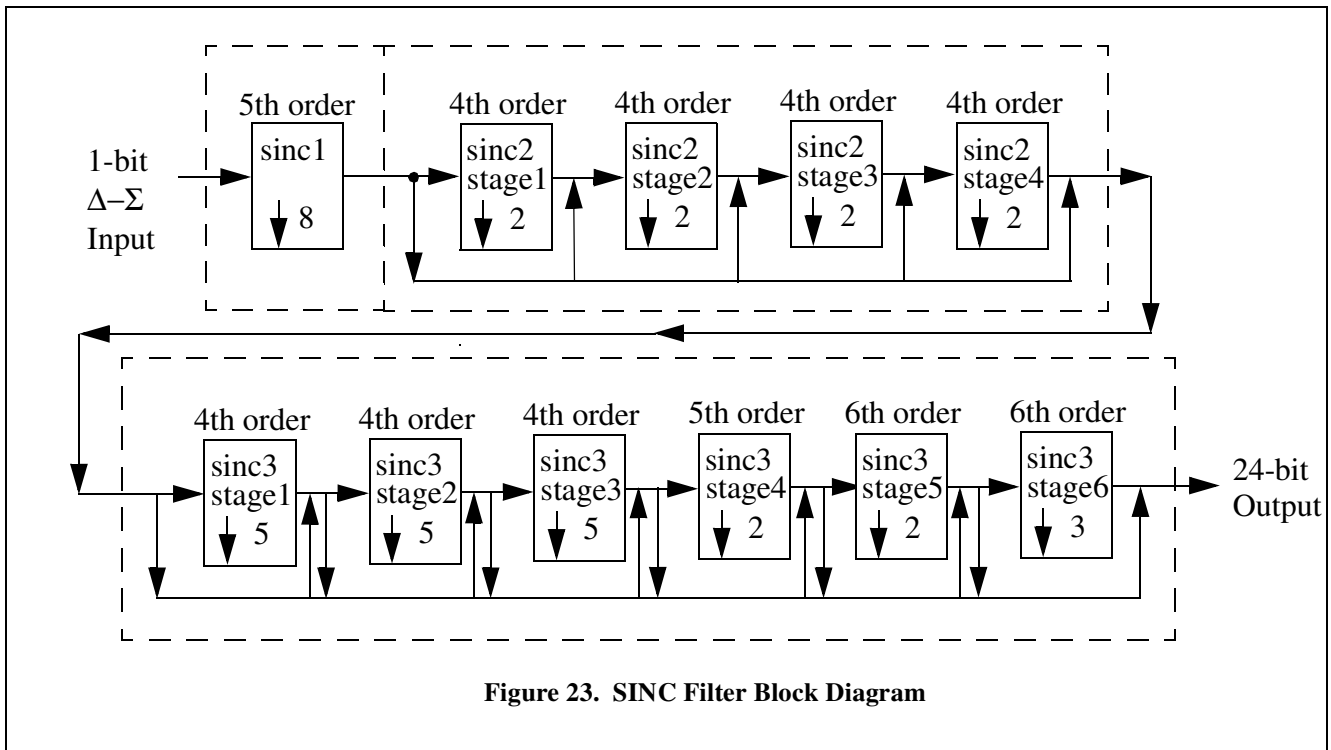 5th order
4th order
4th order
4th order
4th order
1-bit
Δ–Σ
Input
sinc1
8
sinc2
stage1
2
sinc2
stage2
2
sinc2
stage3
2
sinc2
stage4
2
4th order
4th order
4th order
5th order
6th order
6th order
sinc3
stage1
5
sinc3
stage2
5
sinc3
stage3
5
sinc3
stage4
2
sinc3
stage5
2
sinc3
stage6
3
24-bit
Output
Figure 23. SINC Filter Block Diagram